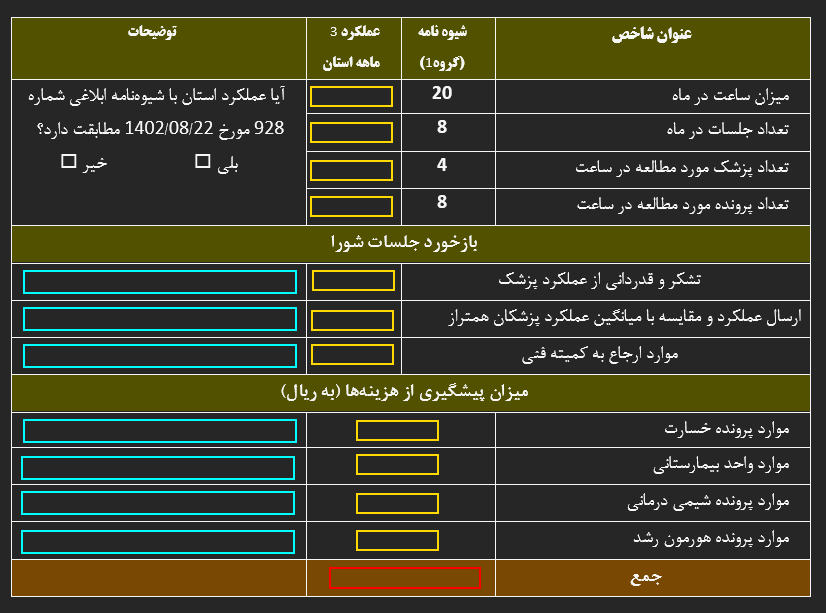 عنوان شاخص
شیوه نامه
(گروه1)
عملکرد 3
ماهه استان
توضیحات
میزان ساعت در ماه
20
تعداد جلسات در ماه
8
تعداد پزشک مورد مطالعه در ساعت
4
تعداد پرونده مورد مطالعه در ساعت
8
آیا عملکرد استان با شیوه‌نامه ابلاغی شماره
928 مورخ 1402/08/22 مطابقت دارد؟
بلی ☐ خیر ☐
بازخورد جلسات شورا
تشکر و قدردانی از عملکرد پزشک
ارسال عملکرد و مقایسه با میانگین عملکرد پزشکان همتراز
موارد ارجاع به کمیته فنی
میزان پیشگیری از هزینه‌ها (به ریال)
موارد پرونده خسارت
موارد واحد بیمارستانی
موارد پرونده شیمی درمانی
موارد پرونده هورمون رشد
جمع